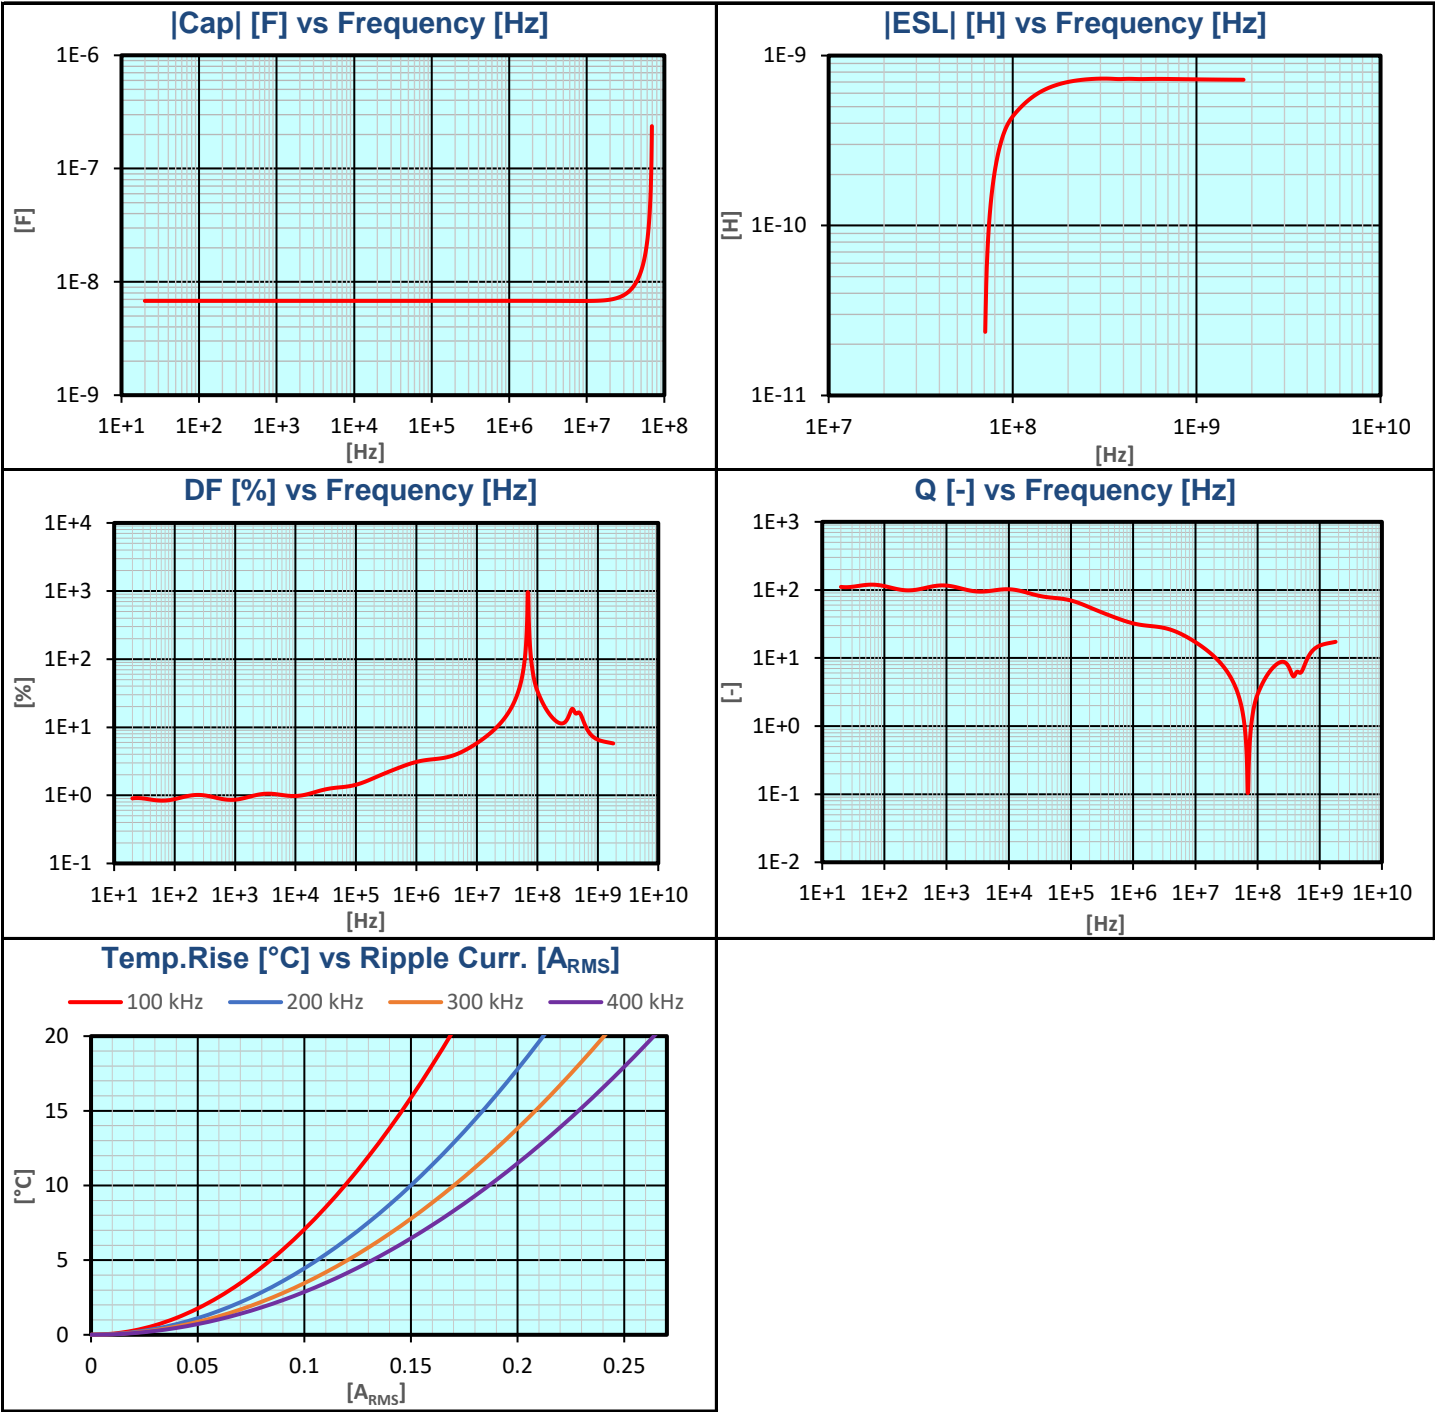 |Cap| [F] vs Frequency [Hz]
1E-6
1E-7
1E-8
1E-9
[F]
1E+1 1E+2 1E+3 1E+4 1E+5 1E+6 1E+7 1E+8
[Hz]
|ESL| [H] vs Frequency [Hz]
1E-9
1E-10
1E-11
[H]
1E+7 1E+8 1E+9 1E+10
[Hz]
DF [%] vs Frequency [Hz]
1E+4
1E+3
1E+2
1E+1
1E+0
1E-1
[%]
1E+1 1E+2 1E+3 1E+4 1E+5 1E+6 1E+7 1E+8 1E+9 1E+10
[Hz]
Q [-] vs Frequency [Hz]
1E+3
1E+2
1E+1
1E+0
1E-1
1E-2
[-]
1E+1 1E+2 1E+3 1E+4 1E+5 1E+6 1E+7 1E+8 1E+9 1E+10
[Hz]
Temp.Rise [°C] vs Ripple Curr. [ARMS]
100 kHz 200 kHz 300 kHz 400 kHz
20
15
10
5
0
[°C]
0 0.05 0.1 0.15 0.2 0.25
[ARMS]